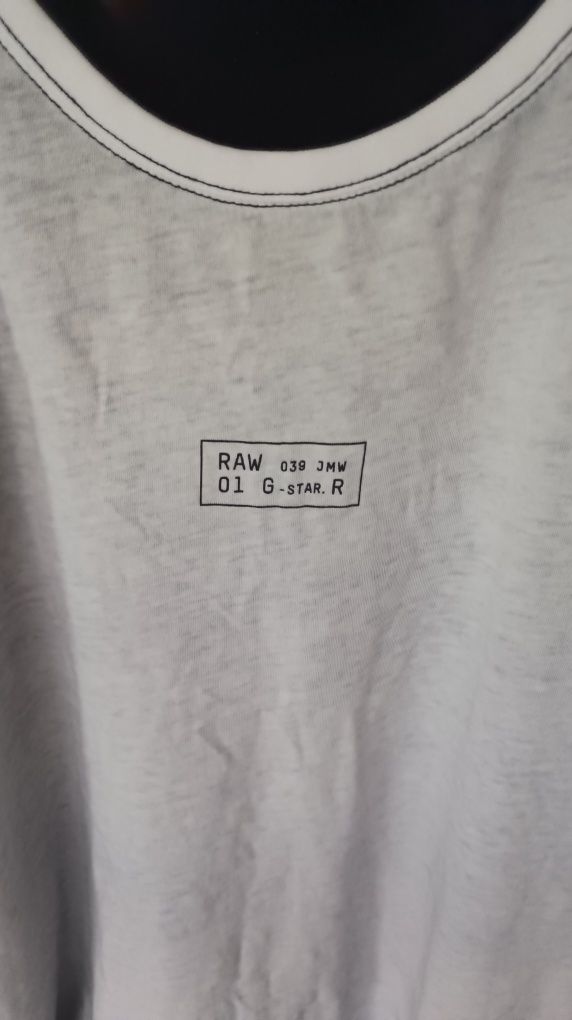 RAW 039 JMW
01 G-STAR. R